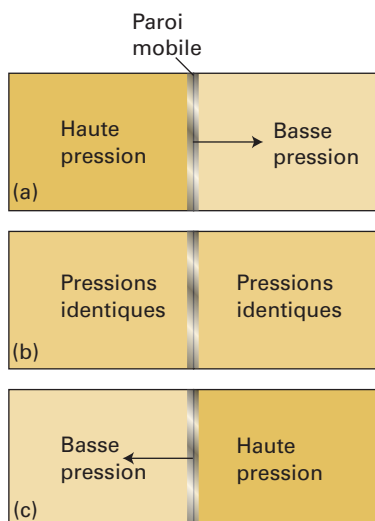 Paroi
mobile
Haute
pression
Basse
pression
(a)
Pressions
identiques
Pressions
identiques
(b)
Basse
pression
Haute
pression
(c)